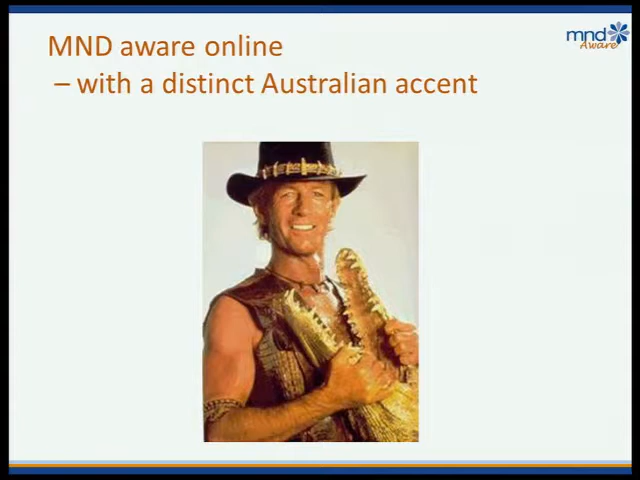 MND aware online
– with a distinct Australian accent
mnd
Aware